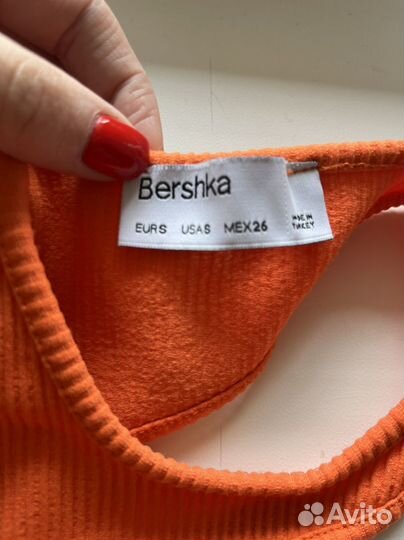 Bershka
EUR S USA S MEX 26
MADE IN
TURKEY
Avito